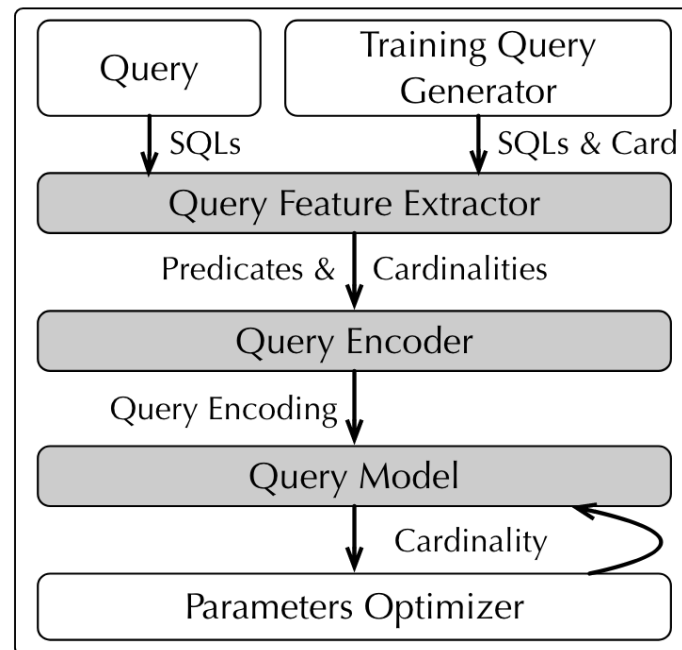 Query
Training Query
Generator
SQLs
SQLs & Card
Query Feature Extractor
Predicates & Cardinalities
Query Encoder
Query Encoding
Query Model
Cardinality
Parameters Optimizer